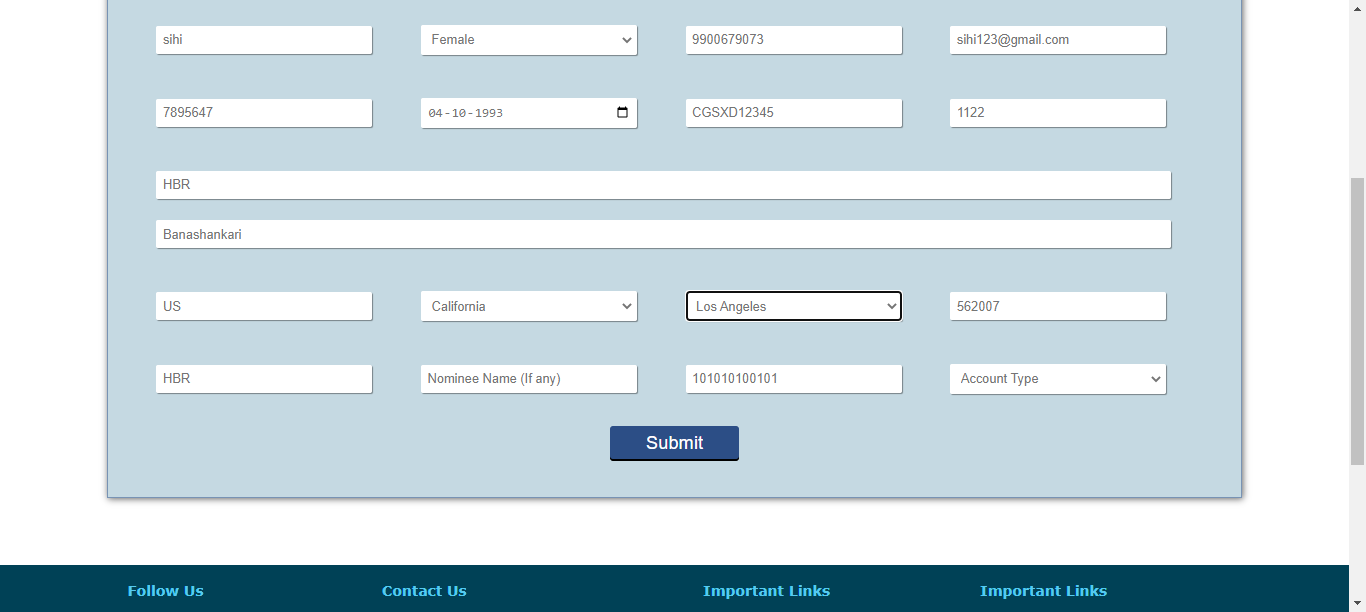 sihi Female 9900679073 sihi123@gmail.com
7895647 04-10-1993 CGSXD12345 1122
HBR
Banashankari
US California Los Angeles 562007
HBR Nominee Name (If any) 101010100101 Account Type
Submit
Follow Us Contact Us Important Links Important Links